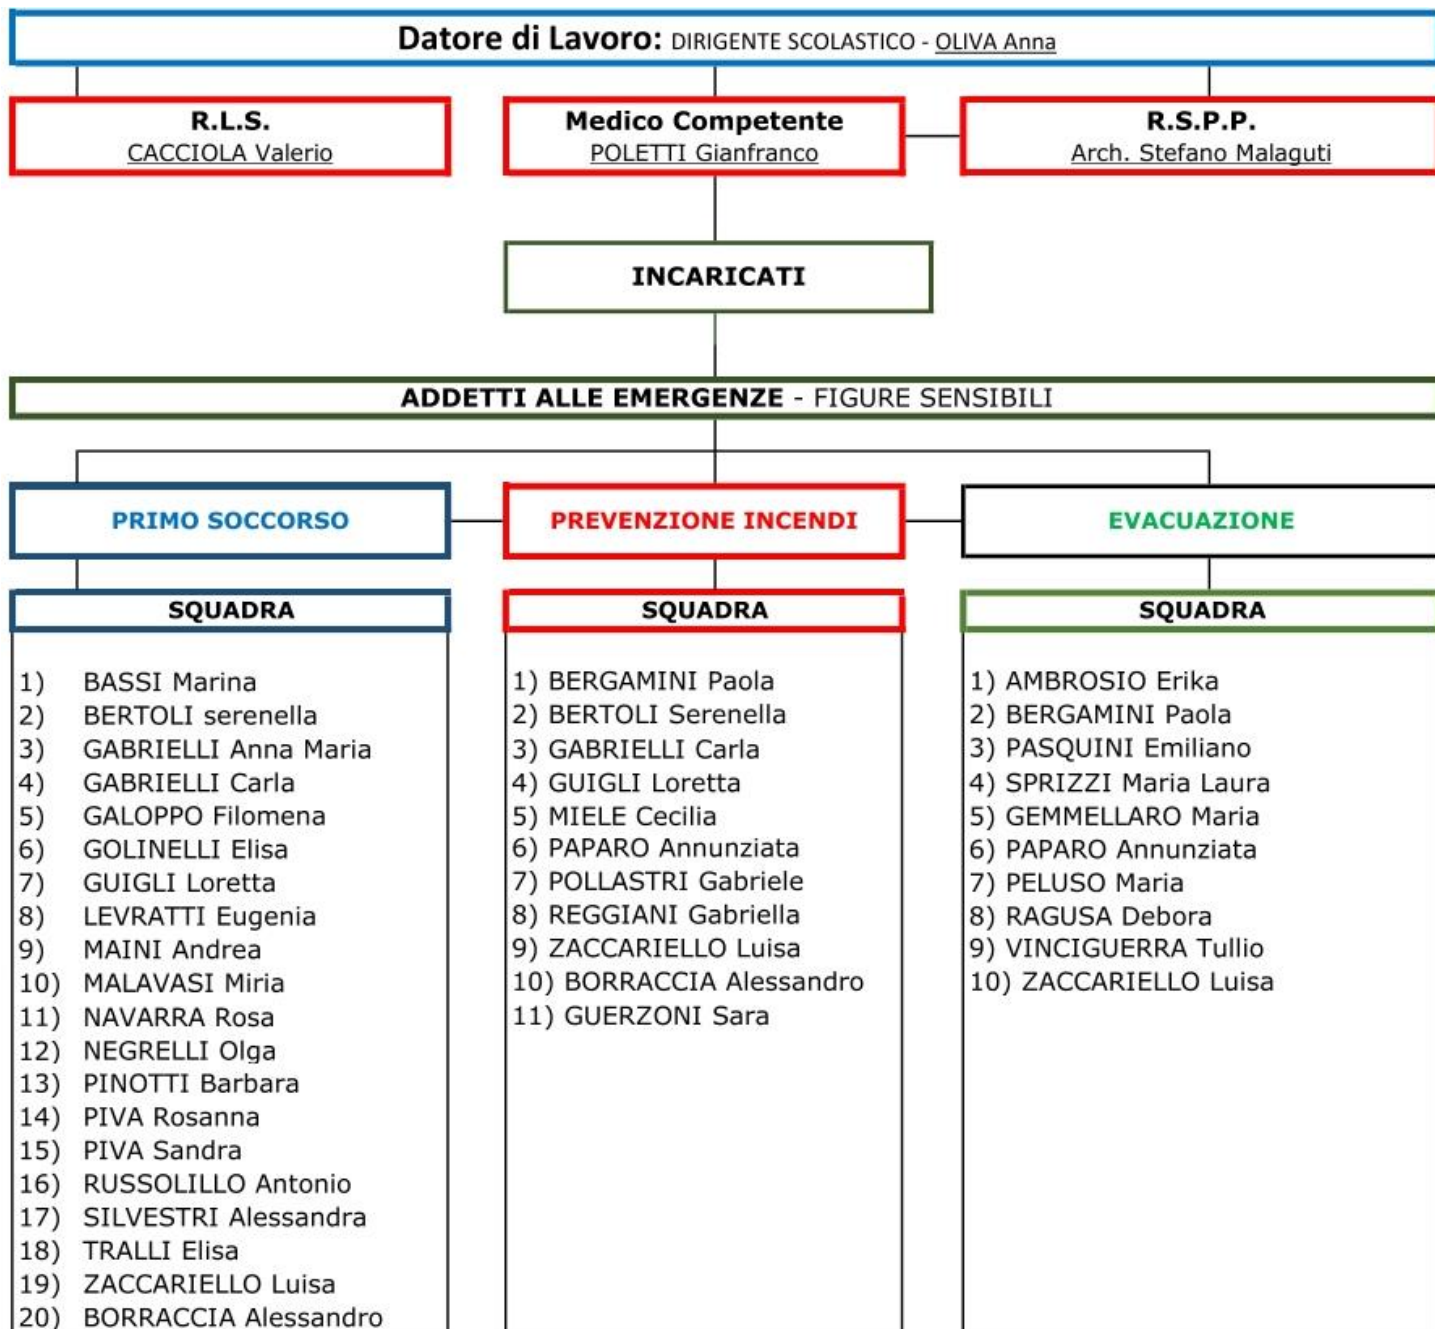 Datore di Lavoro: DIRIGENTE SCOLASTICO - OLIVA Anna
R.L.S.
CACCIOLA Valerio
Medico Competente
POLETTI Gianfranco
R.S.P.P.
Arch. Stefano Malaguti
INCARICATI
ADDETTI ALLE EMERGENZE - FIGURE SENSIBILI
PRIMO SOCCORSO
PREVENZIONE INCENDI
EVACUAZIONE
SQUADRA
1) BASSI Marina
2) BERTOLI serenella
3) GABRIELLI Anna Maria
4) GABRIELLI Carla
5) GALOPPO Filomena
6) GOLINELLI Elisa
7) GUIGLI Loretta
8) LEVRATTI Eugenia
9) MAINI Andrea
10) MALAVASI Miria
11) NAVARRA Rosa
12) NEGRELLI Olga
13) PINOTTI Barbara
14) PIVA Rosanna
15) PIVA Sandra
16) RUSSOLILLO Antonio
17) SILVESTRI Alessandra
18) TRALLI Elisa
19) ZACCARIELLO Luisa
20) BORRACCIA Alessandro
SQUADRA
1) BERGAMINI Paola
2) BERTOLI Serenella
3) GABRIELLI Carla
4) GUIGLI Loretta
5) MIELE Cecilia
6) PAPARO Annunziata
7) POLLASTRI Gabriele
8) REGGIANI Gabriella
9) ZACCARIELLO Luisa
10) BORRACCIA Alessandro
11) GUERZONI Sara
SQUADRA
1) AMBROSIO Erika
2) BERGAMINI Paola
3) PASQUINI Emiliano
4) SPRIZZI Maria Laura
5) GEMMELLARO Maria
6) PAPARO Annunziata
7) PELUSO Maria
8) RAGUSA Debora
9) VINCIGUERRA Tullio
10) ZACCARIELLO Luisa